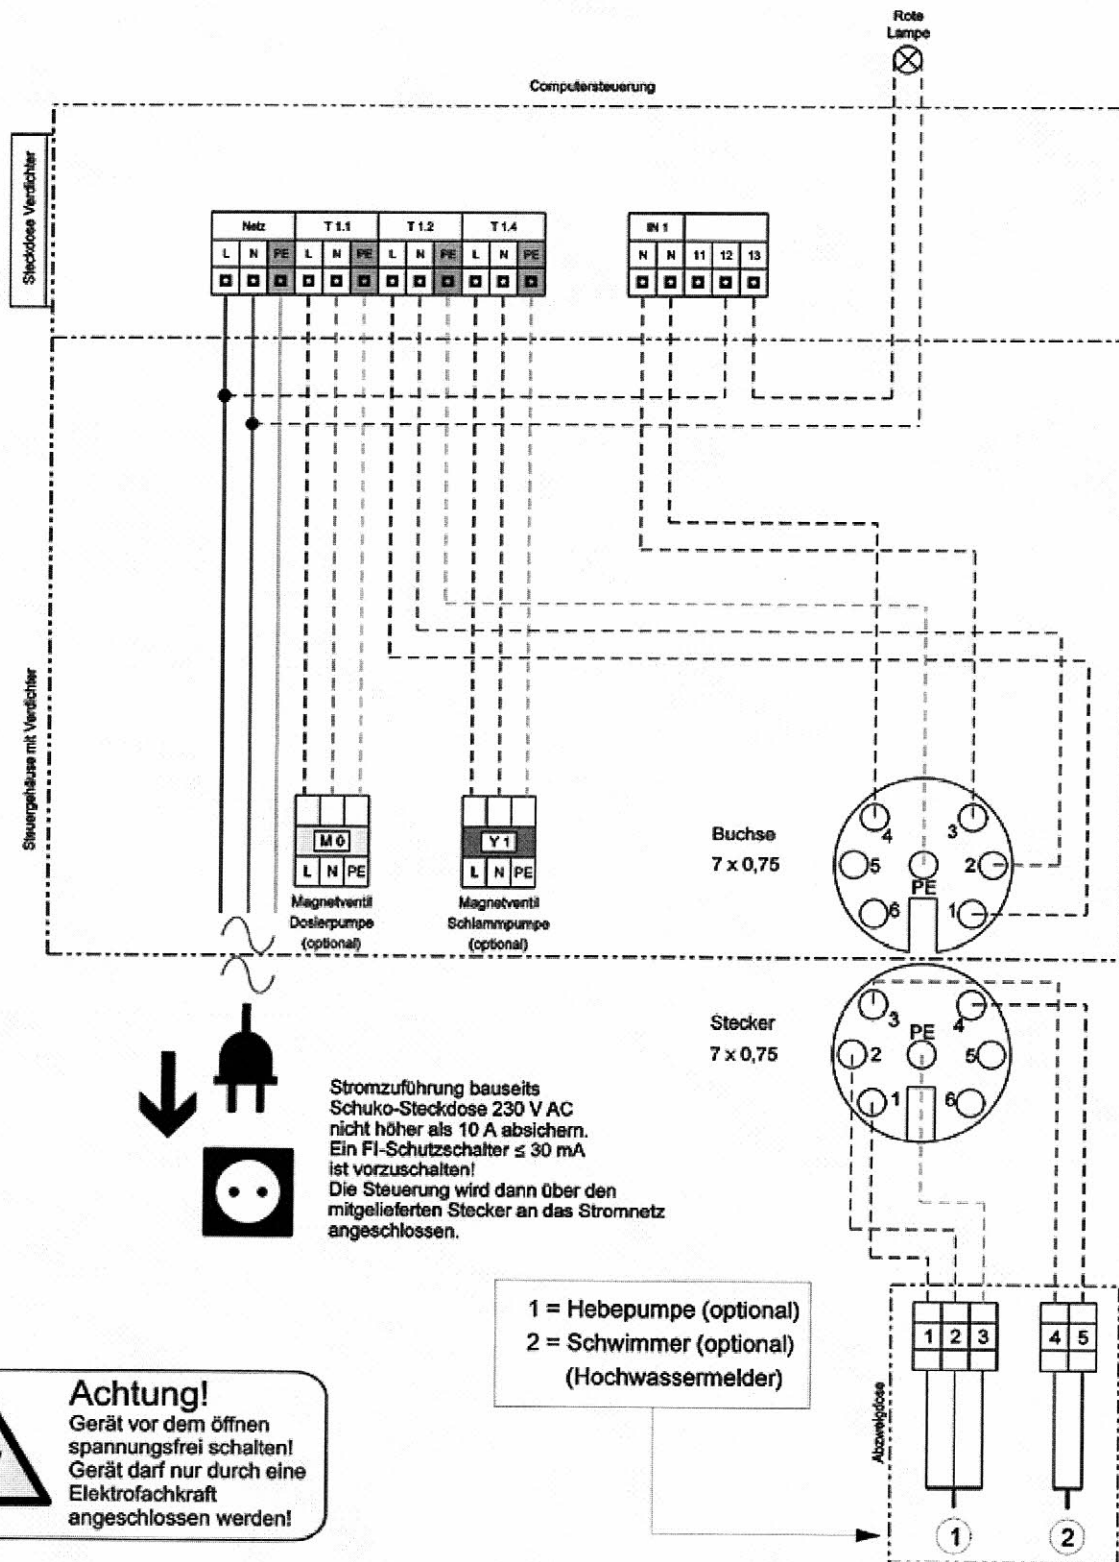 Rote
Lampe
Computersteuerung
Steckdose Verdichter
Netz T 1.1 T 1.2 T 1.4
L N PE L N PE L N PE L N PE
IN 1
N N 11 12 13
Steuergehäuse mit Verdichter
M 6
L N PE
Magnetventil
Dosierpumpe
(optional)
Y 1
L N PE
Magnetventil
Schlammpumpe
(optional)
Buchse
7 x 0,75
4 3
5 PE 2
6 1
Stecker
7 x 0,75
3 4
2 PE 5
1 6
Stromzuführung bauseits
Schuko-Steckdose 230 V AC
nicht höher als 10 A absichern.
Ein FI-Schutzschalter ≤ 30 mA
ist vorzuschalten!
Die Steuerung wird dann über den
mitgelieferten Stecker an das Stromnetz
angeschlossen.
1 = Hebepumpe (optional)
2 = Schwimmer (optional)
(Hochwassermelder)
Abzweigdose
1 2 3 4 5
1 2
Achtung!
Gerät vor dem öffnen
spannungsfrei schalten!
Gerät darf nur durch eine
Elektrofachkraft
angeschlossen werden!